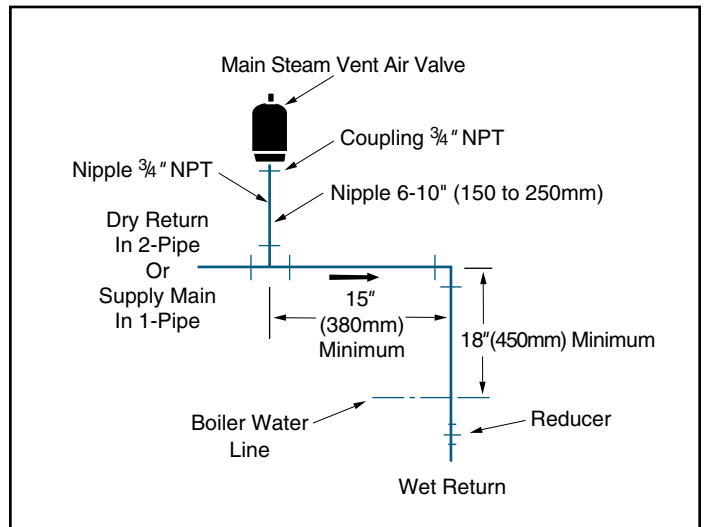 Main Steam Vent Air Valve
Coupling ¾" NPT
Nipple ¾" NPT
Nipple 6-10" (150 to 250mm)
Dry Return
In 2-Pipe
Or
Supply Main
In 1-Pipe
15"
(380mm)
Minimum
18"(450mm) Minimum
Boiler Water
Line
Reducer
Wet Return